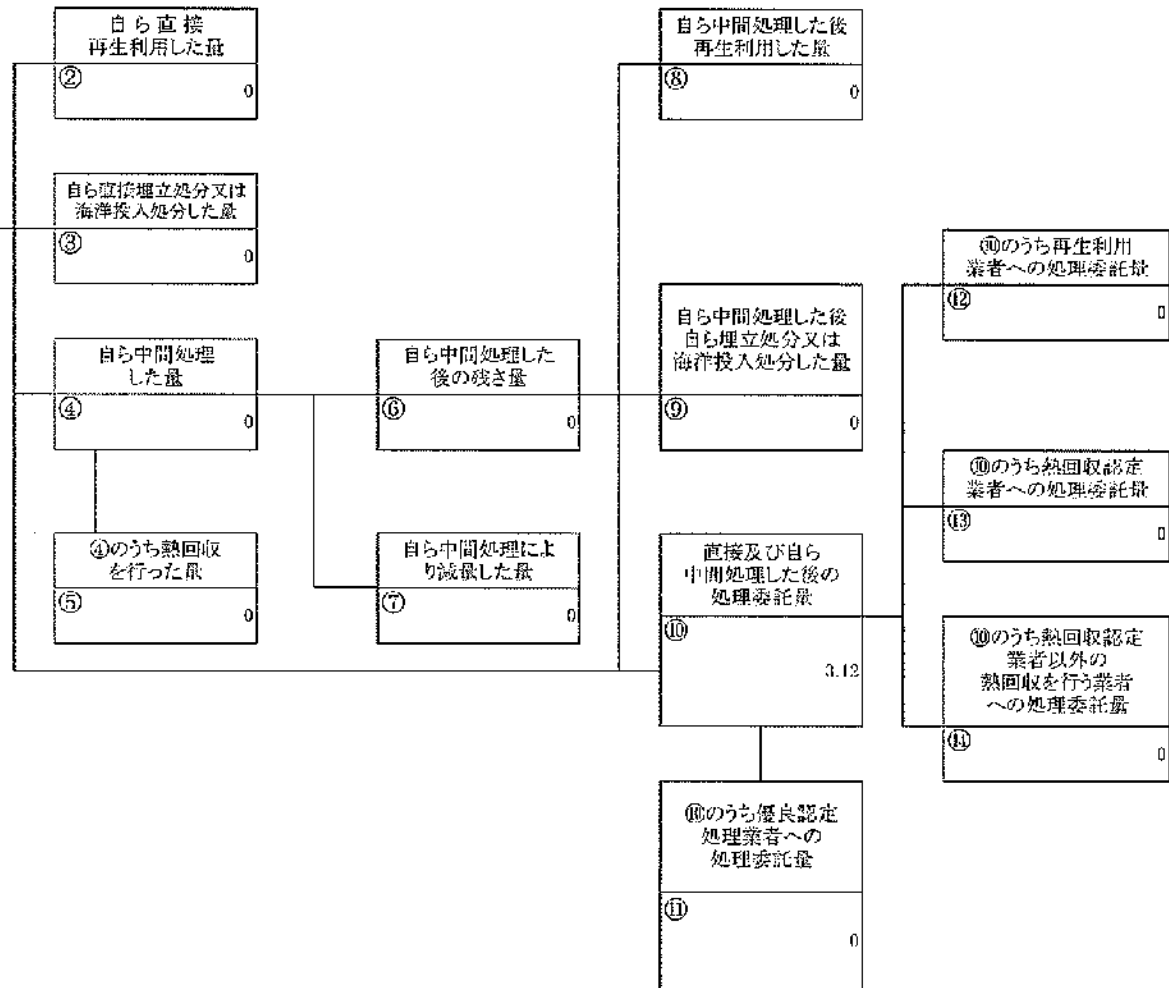 自ら直接
再生利用した量
②
0
自ら直接埋立処分又は
海洋投入処分した量
③
0
自ら中間処理
した量
④
0
④のうち熱回収
を行った量
⑤
0
自ら中間処理した
後の残さ量
⑥
0
自ら中間処理によ
り減量した量
⑦
0
自ら中間処理した後
再生利用した量
⑧
0
自ら中間処理した後
自ら埋立処分又は
海洋投入処分した量
⑨
0
直接及び自ら
中間処理した後の
処理委託量
⑩
3.12
⑩のうち優良認定
処理業者への
処理委託量
⑪
0
⑩のうち再生利用
業者への処理委託量
⑫
0
⑩のうち熱回収認定
業者への処理委託量
⑬
0
⑩のうち熱回収認定
業者以外の
熱回収を行う業者
への処理委託量
⑭
0